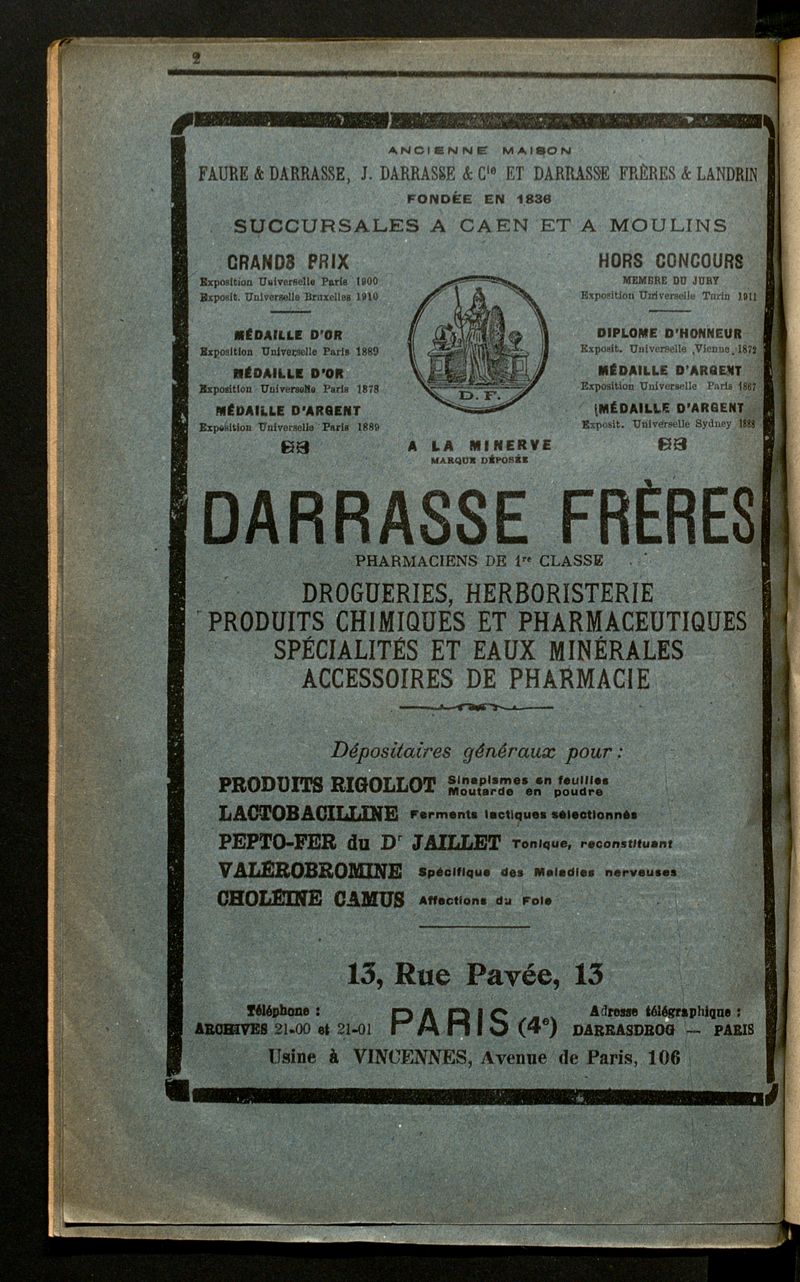 2
ANCIENNE MAISON
FAURE & DARRASSE, J. DARRASSE & Cie ET DARRASSE FRÈRES & LANDRIN
FONDÉE EN 1836
SUCCURSALES A CAEN ET A MOULINS
GRANDS PRIX
Exposition Universelle Paris 1900
Exposit. Universelle Bruxelles 1910
MÉDAILLE D'OR
Exposition Universelle Paris 1889
MÉDAILLE D'OR
Exposition Universelle Paris 1878
MÉDAILLE D'ARGENT
Exposition Universelle Paris 1889
D. F.
A LA MINERVE
MARQUE DÉPOSÉE
HORS CONCOURS
MEMBRE DU JURY
Exposition Universelle Turin 1911
DIPLOME D'HONNEUR
Exposit. Universelle Vienne, 1872
MÉDAILLE D'ARGENT
Exposition Universelle Paris 1867
MÉDAILLE D'ARGENT
Exposit. Universelle Sydney 1888
DARRASSE FRÈRES
PHARMACIENS DE 1re CLASSE
DROGUERIES, HERBORISTERIE
PRODUITS CHIMIQUES ET PHARMACEUTIQUES
SPÉCIALITÉS ET EAUX MINÉRALES
ACCESSOIRES DE PHARMACIE
Dépositaires généraux pour :
PRODUITS RIGOLLOT Sinapismes en feuilles
Moutarde en poudre
LACTOBACILLINE Ferments lactiques sélectionnés
PEPTO-FER du Dr JAILLET Tonique, reconstituant
VALÉROBROMINE Spécifique des Maladies nerveuses
CHOLÉINE CAMUS Affections du Foie
13, Rue Pavée, 13
Téléphone :
ARCHIVES 21-00 et 21-01
PARIS (4e)
Adresse télégraphique :
DARRASDROG — PARIS
Usine à VINCENNES, Avenue de Paris, 106